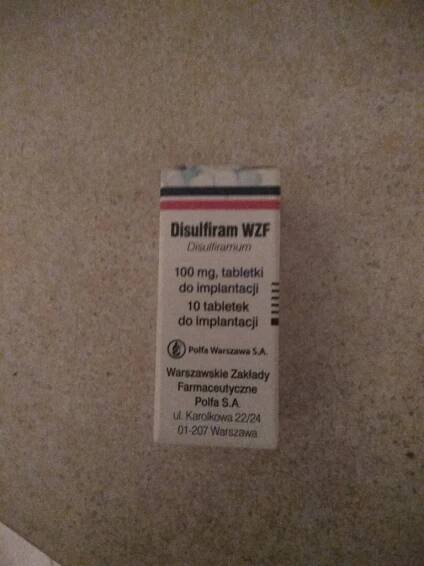 Disulfiram WZF
Disulfiramum
100 mg, tabletki
do implantacji
10 tabletek
do implantacji
Polfa Warszawa S.A.
Warszawskie Zakłady
Farmaceutyczne
Polfa S.A.
ul. Karolkowa 22/24
01-207 Warszawa